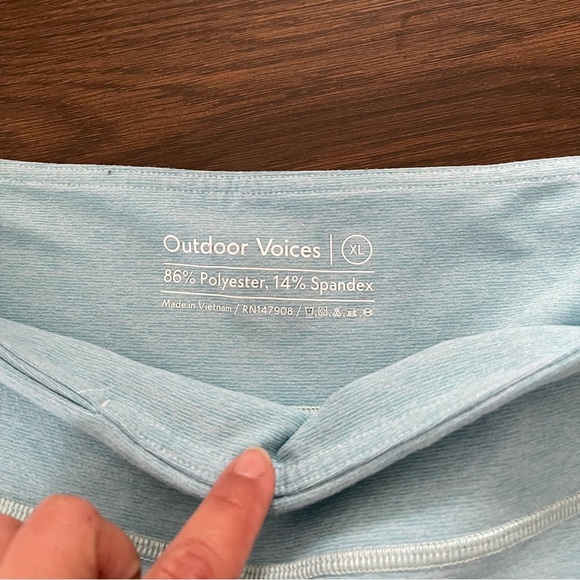 Outdoor Voices | XL
86% Polyester, 14% Spandex
Made in Vietnam / RN147908 /